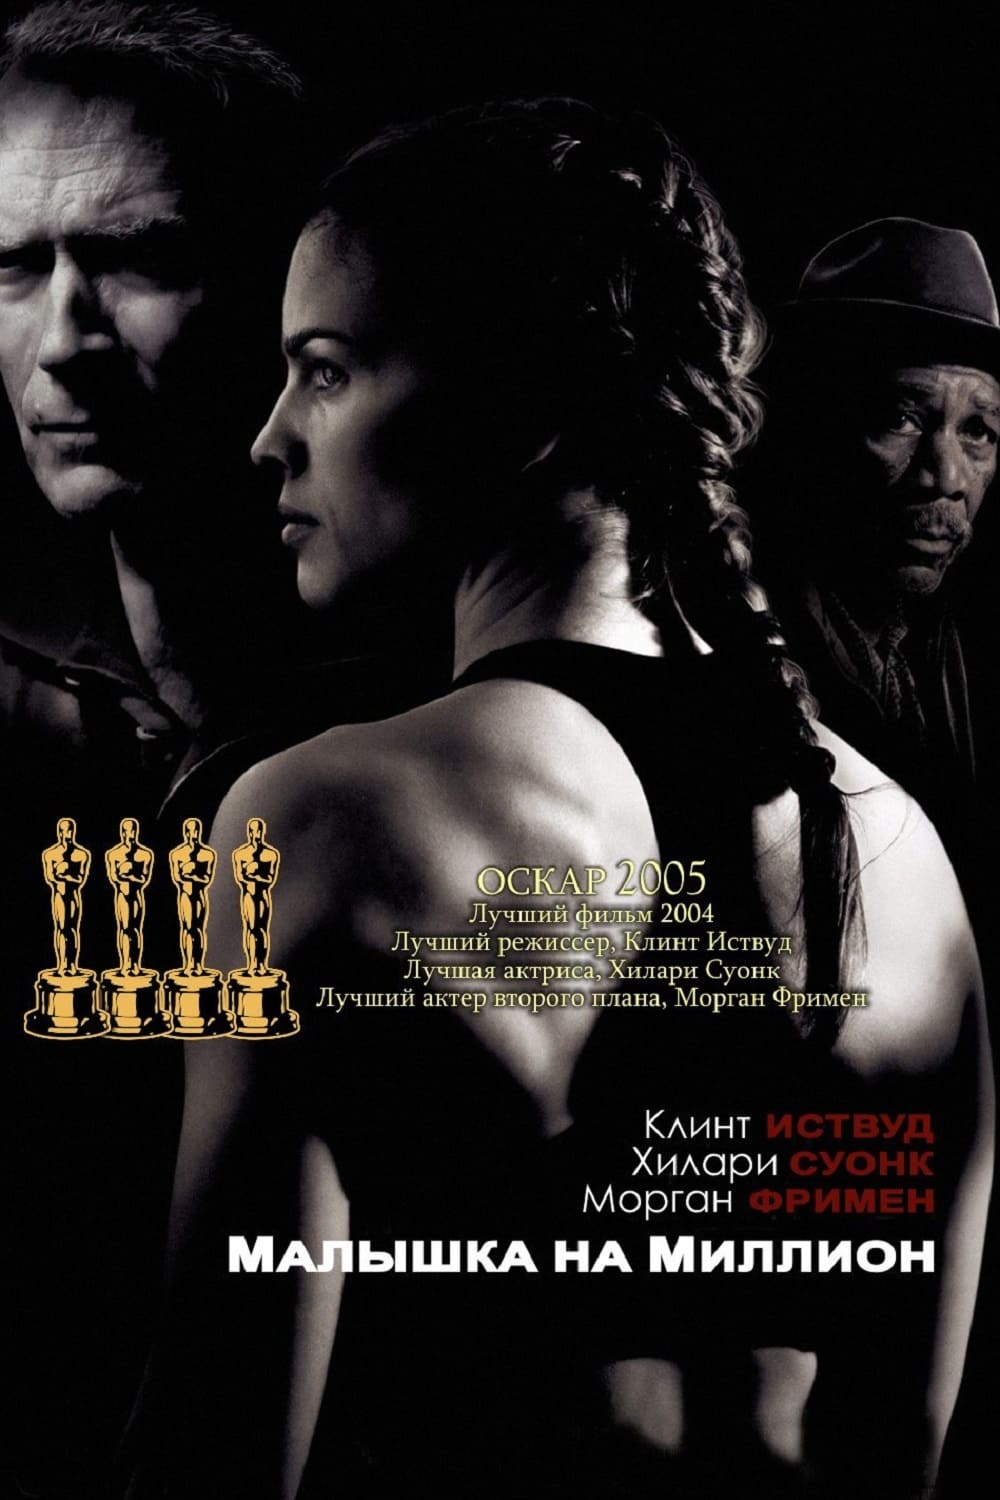 ОСКАР 2005
Лучший фильм 2004
Лучший режиссер, Клинт Иствуд
Лучшая актриса, Хилари Суонк
Лучший актер второго плана, Морган Фримен
Клинт ИСТВУД
Хилари СУОНК
Морган ФРИМЕН
МАЛЫШКА НА МИЛЛИОН